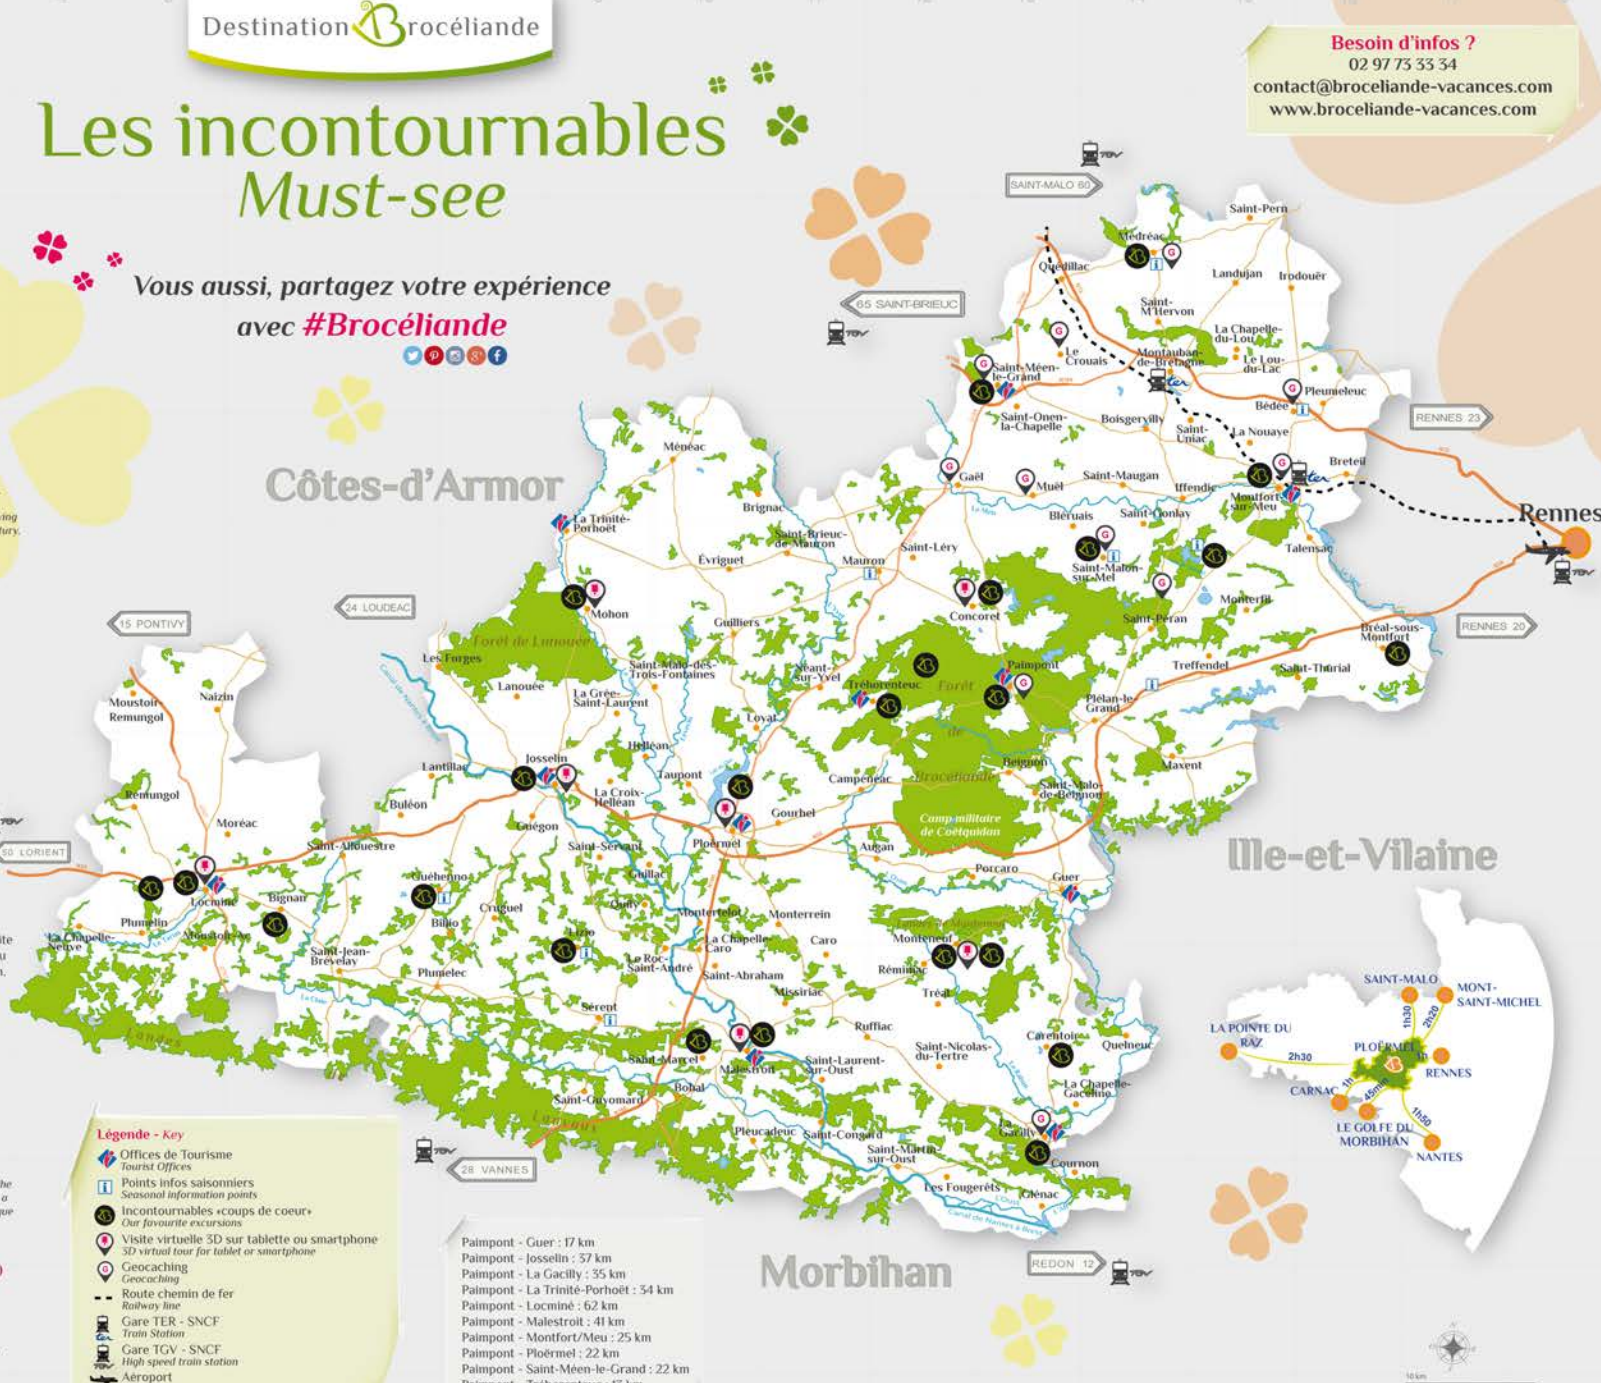 Destination Brocéliande
Besoin d'infos ?
02 97 73 33 34
contact@broceliande-vacances.com
www.broceliande-vacances.com
Les incontournables
Must-see
Vous aussi, partagez votre expérience
avec #Brocéliande
SAINT-MALO 60
65 SAINT-BRIEUC
Saint-Pern
Médréac
Quédillac
Landujan
Irodouër
Saint-
M'Hervon
La Chapelle-
du-Lou
Le
Crouais
Montauban-
de-Bretagne
Le Lou-
du-Lac
Saint-Méen-
le-Grand
ter
Pleumeleuc
Bédée
RENNES 23
Saint-Onen-
la-Chapelle
Boisgervilly
Saint-
Uniac
La Nouaye
Breteil
Ménéac
Côtes-d'Armor
Gaël
Muël
Saint-Maugan
Iffendic
Montfort-
sur-Meu
ter
Le Meu
Brignac
Bléruais
Saint-Gonlay
Rennes
La Trinité-
Porhoët
Saint-Brieuc-
de-Mauron
Saint-Léry
Talensac
Évriguet
Mauron
Saint-Malon-
sur-Mel
Mohon
Concoret
Monterfil
24 LOUDEAC
15 PONTIVY
Guilliers
Saint-Péran
Bréal-sous-
Montfort
RENNES 20
Forêt de Lanouée
Les Forges
Saint-Malo-des-
Trois-Fontaines
Néant-
sur-Yvel
Paimpont
Treffendel
Saint-Thurial
Lanouée
La Grée-
Saint-Laurent
Tréhorenteuc
Forêt
de
Brocéliande
Plélan-le-
Grand
Moustoir-
Remungol
Naizin
Loyat
Helléan
Josselin
Lantillac
Taupont
Campénéac
Beignon
Maxent
Saint-Malo-
de-Beignon
Remungol
Buléon
La Croix-
Helléan
Gourhel
Camp militaire
de Coëtquidan
Moréac
Guégon
Ploërmel
Ille-et-Vilaine
50 LORIENT
Saint-Allouestre
Saint-Servant
Augan
Porcaro
Guer
Guillac
Guéhenno
Locminé
Bignan
Cruguel
Quily
Montertelot
Monterrein
Plumelin
Billio
Lizio
La Chapelle-
Caro
Caro
Monteneuf
La Chapelle-
Neuve
Moustoir-Ac
Saint-Jean-
Brévelay
Le Roc-
Saint-André
Plumelec
Saint-Abraham
Réminiac
Missiriac
Tréal
Sérent
Ruffiac
Carentoir
Quelneuc
Saint-Nicolas-
du-Tertre
Landes
La Claie
Saint-Marcel
Malestroit
Saint-Laurent-
sur-Oust
La Chapelle-
Gaceline
Bohal
Saint-Guyomard
Lanvaux
Pleucadeuc
Saint-Congard
La
Gacilly
Saint-Martin-
sur-Oust
Cournon
Les Fougerêts
Glénac
L'Oust
Canal de Nantes à Brest
28 VANNES
Morbihan
REDON 12
SAINT-MALO
MONT-
SAINT-MICHEL
1h30
2h20
LA POINTE DU
RAZ
2h30
PLOËRMEL
1h
RENNES
CARNAC
1h
45mn
1h50
LE GOLFE DU
MORBIHAN
NANTES
Légende - Key
Offices de Tourisme
Tourist Offices
Points infos saisonniers
Seasonal information points
Incontournables «coups de coeur»
Our favourite excursions
Visite virtuelle 3D sur tablette ou smartphone
3D virtual tour for tablet or smartphone
Geocaching
Geocaching
Route chemin de fer
Railway line
Gare TER - SNCF
Train Station
Gare TGV - SNCF
High speed train station
Aéroport
Paimpont - Guer : 17 km
Paimpont - Josselin : 37 km
Paimpont - La Gacilly : 35 km
Paimpont - La Trinité-Porhoët : 34 km
Paimpont - Locminé : 62 km
Paimpont - Malestroit : 41 km
Paimpont - Montfort/Meu : 25 km
Paimpont - Ploërmel : 22 km
Paimpont - Saint-Méen-le-Grand : 22 km
10 km